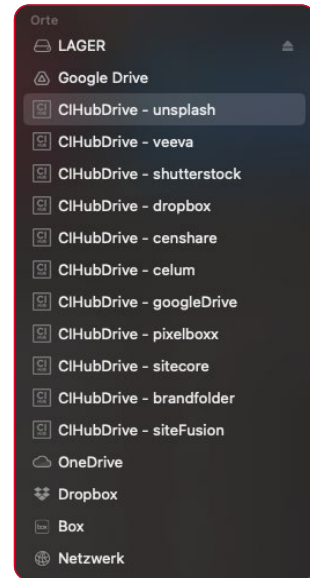 Orte
LAGER
Google Drive
CIHubDrive - unsplash
CIHubDrive - veeva
CIHubDrive - shutterstock
CIHubDrive - dropbox
CIHubDrive - censhare
CIHubDrive - celum
CIHubDrive - googleDrive
CIHubDrive - pixelboxx
CIHubDrive - sitecore
CIHubDrive - brandfolder
CIHubDrive - siteFusion
OneDrive
Dropbox
Box
Netzwerk